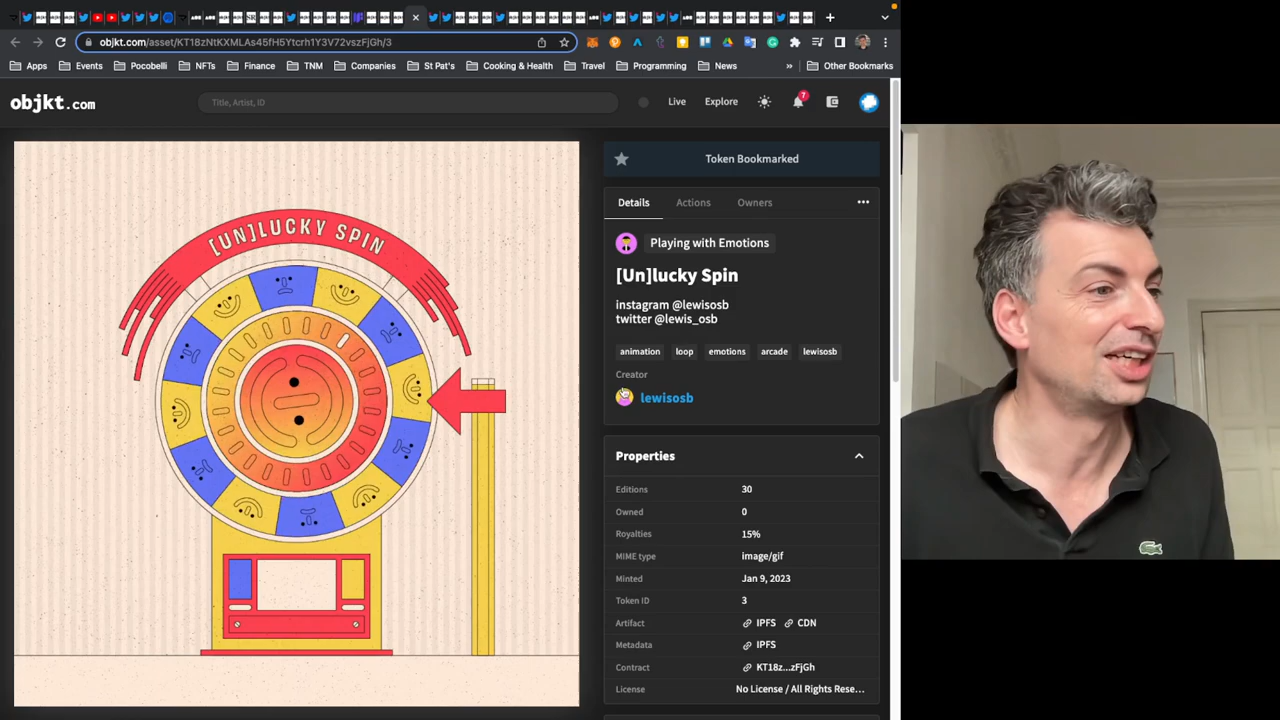 objkt.com/asset/KT18zNtKXMLAs45fH5Ytcrh1Y3V72vszFjGh/3
Apps
Events
Pocobelli
NFTs
Finance
TNM
Companies
St Pat's
Cooking & Health
Travel
Programming
News
»
Other Bookmarks
objkt.com
Title, Artist, ID
Live
Explore
7
[UN]LUCKY SPIN
Token Bookmarked
Details
Actions
Owners
Playing with Emotions
[Un]lucky Spin
instagram @lewisosb
twitter @lewis_osb
animation
loop
emotions
arcade
lewisosb
Creator
lewisosb
Properties
Editions 30
Owned 0
Royalties 15%
MIME type image/gif
Minted Jan 9, 2023
Token ID 3
Artifact IPFS CDN
Metadata IPFS
Contract KT18z...zFjGh
License No License / All Rights Rese...